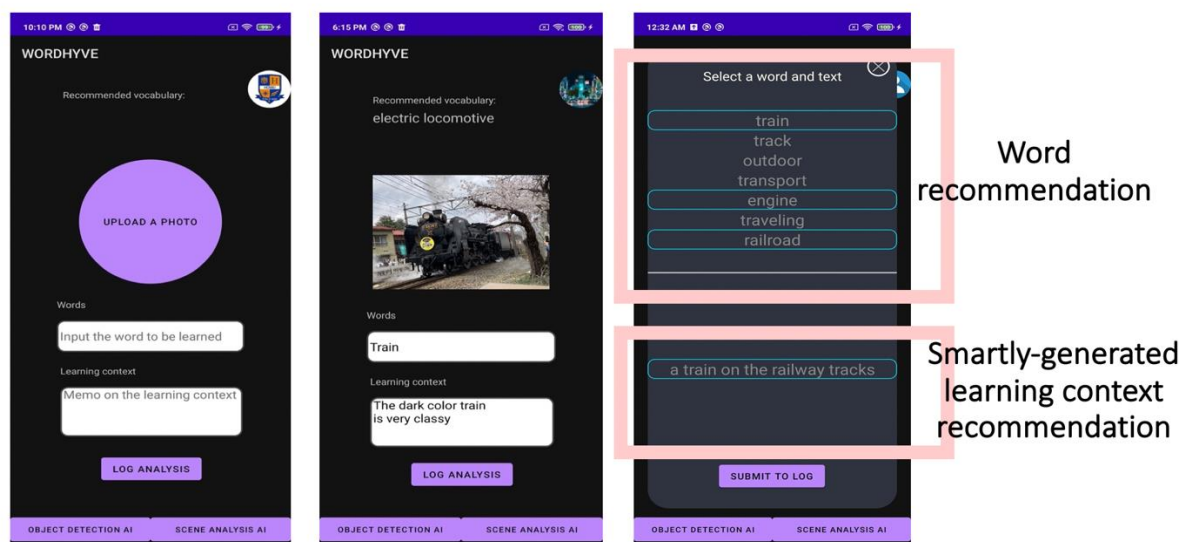 10:10 PM
WORDHYVE
Recommended vocabulary:
UPLOAD A PHOTO
Words
Input the word to be learned
Learning context
Memo on the learning context
LOG ANALYSIS
OBJECT DETECTION AI
SCENE ANALYSIS AI
6:15 PM
WORDHYVE
Recommended vocabulary:
electric locomotive
Words
Train
Learning context
The dark color train
is very classy
LOG ANALYSIS
OBJECT DETECTION AI
SCENE ANALYSIS AI
12:32 AM
Select a word and text
train
track
outdoor
transport
engine
traveling
railroad
a train on the railway tracks
SUBMIT TO LOG
OBJECT DETECTION AI
SCENE ANALYSIS AI
Word
recommendation
Smartly-generated
learning context
recommendation